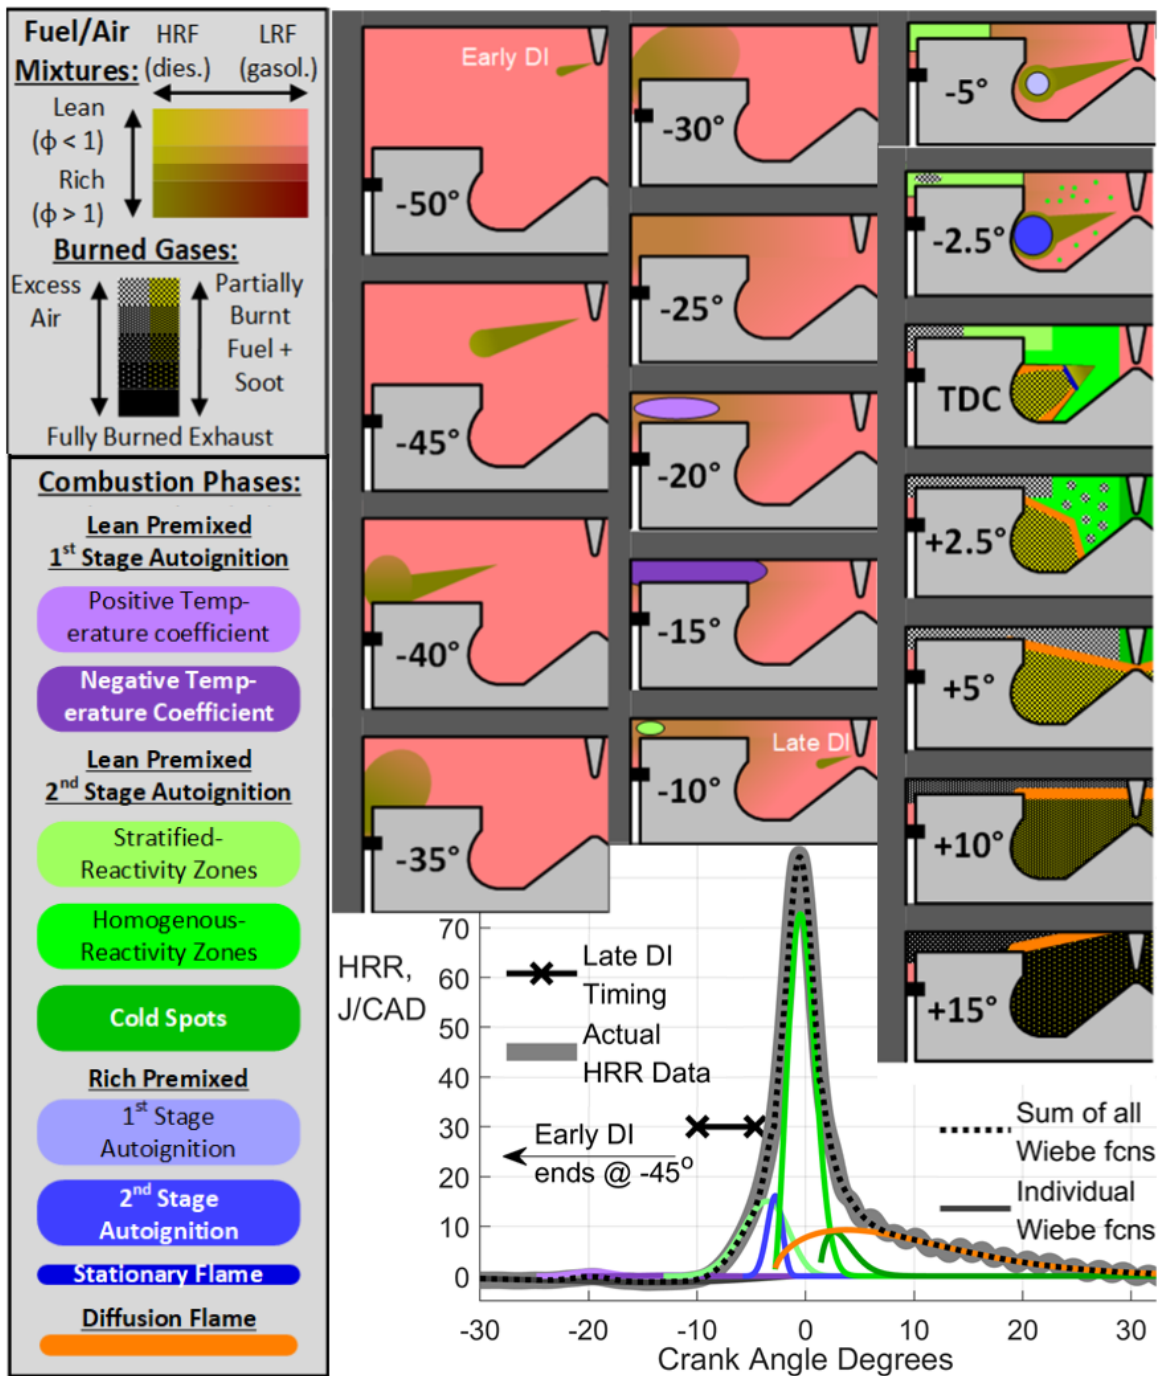 Fuel/Air
Mixtures:
HRF
(dies.)
LRF
(gasol.)
Lean
(ϕ < 1)
Rich
(ϕ > 1)
Burned Gases:
Excess
Air
Partially
Burnt
Fuel +
Soot
Fully Burned Exhaust
Combustion Phases:
Lean Premixed
1st Stage Autoignition
Positive Temp-
erature coefficient
Negative Temp-
erature Coefficient
Lean Premixed
2nd Stage Autoignition
Stratified-
Reactivity Zones
Homogenous-
Reactivity Zones
Cold Spots
Rich Premixed
1st Stage
Autoignition
2nd Stage
Autoignition
Stationary Flame
Diffusion Flame
Early DI
-50°
-45°
-40°
-35°
-30°
-25°
-20°
-15°
Late DI
-10°
-5°
-2.5°
TDC
+2.5°
+5°
+10°
+15°
HRR,
J/CAD
70
60
50
40
30
20
10
0
Late DI
Timing
Actual
HRR Data
Early DI
ends @ -45°
Sum of all
Wiebe fcns
Individual
Wiebe fcns
-30 -20 -10 0 10 20 30
Crank Angle Degrees